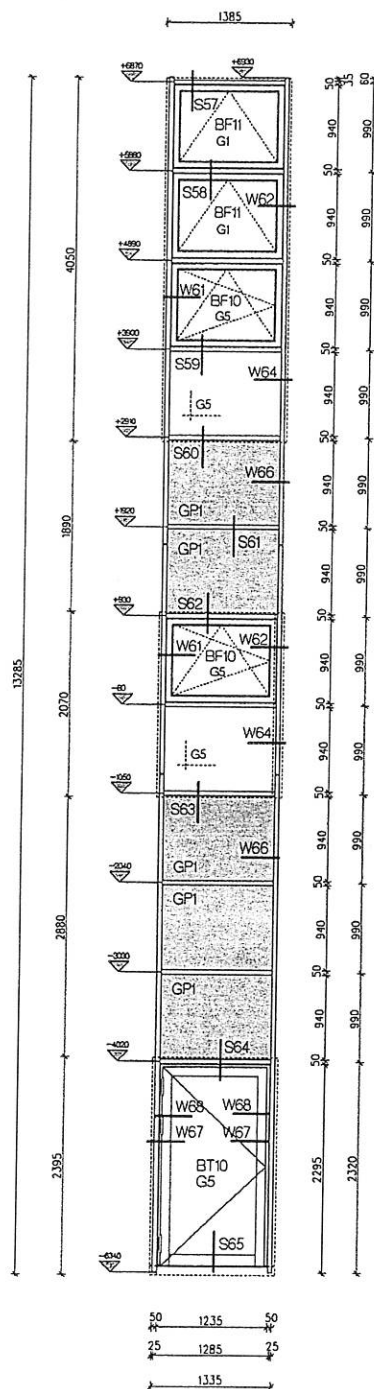 1385
+6870
+6930
50
35
60
S57
BF11
G1
940
990
+5880
50
S58
BF11
G1
W62
940
990
+4890
50
4050
W61
BF10
G5
940
990
+3900
50
S59
W64
G5
940
990
+2910
50
S60
W66
GP1
940
990
+1920
50
1890
GP1
S61
940
990
+930
50
S62
13285
W61
W62
BF10
G5
940
990
-60
50
2070
W64
G5
940
990
-1050
50
S63
W66
GP1
940
990
-2040
50
GP1
2880
940
990
-3030
50
GP1
940
990
S64
-4020
50
W68
W68
W67
W67
BT10
G5
2395
2295
2320
S65
-6340
50
1235
50
25
1285
25
1335